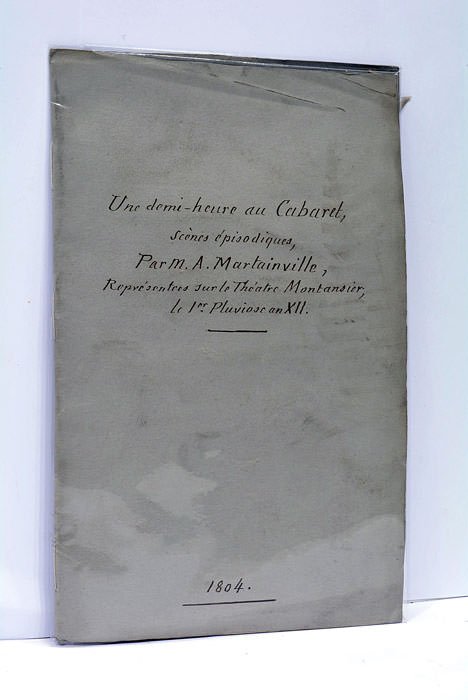 Une demi-heure au Cabaret,
Scènes épisodiques,
Par M. A. Martainville,
Représentées sur le Théatre Montansier,
le 1er Pluviose an XII.
1804.